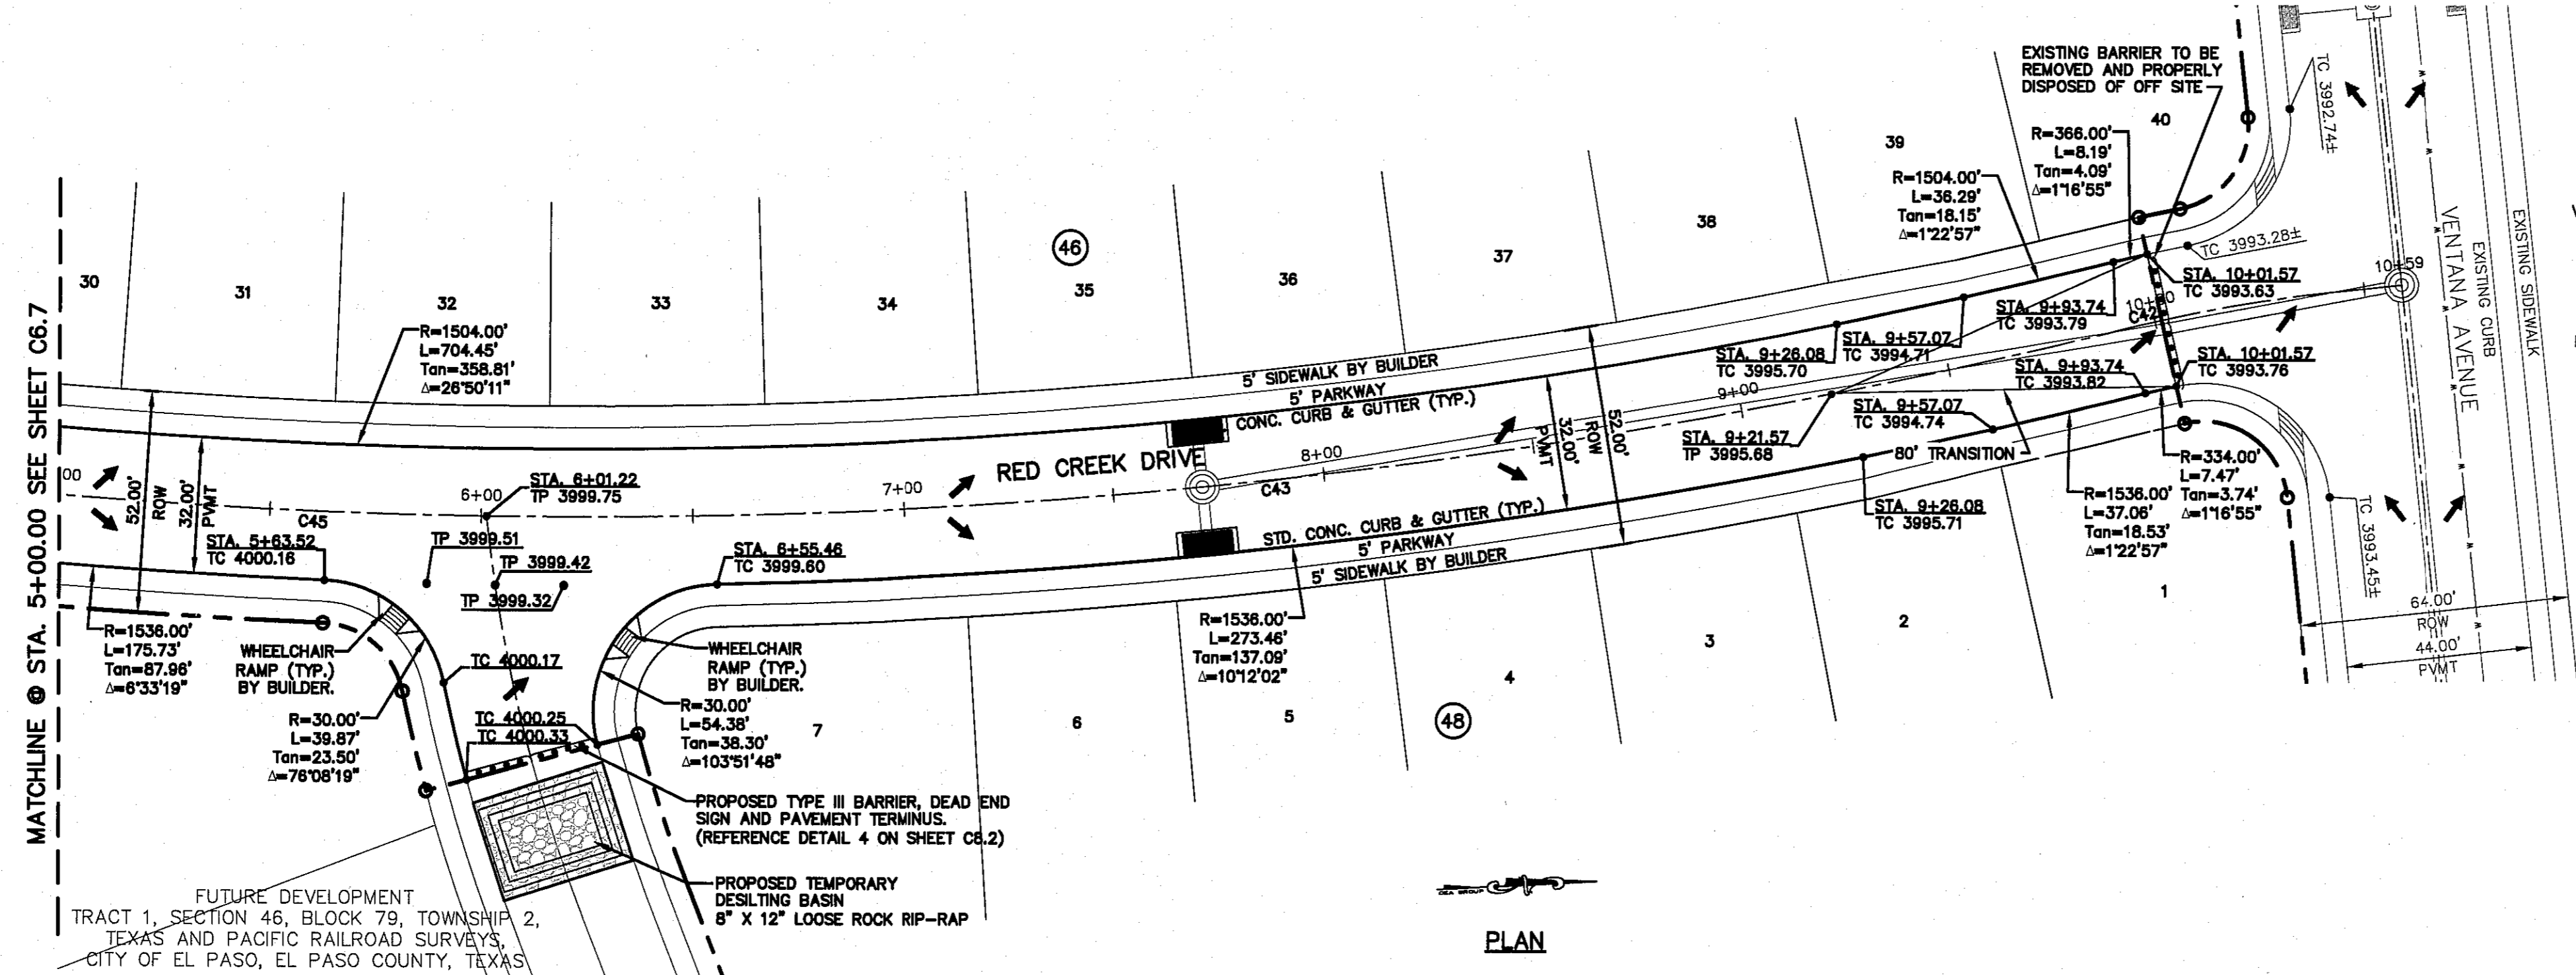 MATCHLINE @ STA. 5+00.00 SEE SHEET C6.7
30
31
32
33
34
46
35
36
37
38
39
40
EXISTING BARRIER TO BE
REMOVED AND PROPERLY
DISPOSED OF OFF SITE
R=366.00'
L=8.19'
Tan=4.09'
Δ=1°16'55"
R=1504.00'
L=36.29'
Tan=18.15'
Δ=1°22'57"
TC 3992.74±
TC 3993.28±
VENTANA AVENUE
EXISTING CURB
EXISTING SIDEWALK
R=1504.00'
L=704.45'
Tan=358.81'
Δ=26°50'11"
5' SIDEWALK BY BUILDER
5' PARKWAY
CONC. CURB & GUTTER (TYP.)
STA. 9+26.08
TC 3995.70
STA. 9+57.07
TC 3994.71
STA. 9+93.74
TC 3993.79
STA. 10+01.57
TC 3993.63
10+00
C42
10+59
00
52.00'
ROW
32.00'
PVMT
C45
6+00
STA. 6+01.22
TP 3999.75
7+00
RED CREEK DRIVE
8+00
C43
32.00'
PVMT
52.00'
ROW
9+00
STA. 9+21.57
TP 3995.68
STA. 9+93.74
TC 3993.82
STA. 10+01.57
TC 3993.76
STA. 9+57.07
TC 3994.74
80' TRANSITION
STA. 9+26.08
TC 3995.71
R=334.00'
L=7.47'
Tan=3.74'
Δ=1°16'55"
R=1536.00'
L=37.06'
Tan=18.53'
Δ=1°22'57"
TC 3993.45±
64.00'
ROW
44.00'
PVMT
STA. 5+63.52
TC 4000.16
TP 3999.51
TP 3999.42
TP 3999.32
STA. 6+55.46
TC 3999.60
STD. CONC. CURB & GUTTER (TYP.)
5' PARKWAY
5' SIDEWALK BY BUILDER
R=1536.00'
L=175.73'
Tan=87.96'
Δ=6°33'19"
WHEELCHAIR
RAMP (TYP.)
BY BUILDER.
R=30.00'
L=39.87'
Tan=23.50'
Δ=76°08'19"
TC 4000.17
TC 4000.25
TC 4000.33
WHEELCHAIR
RAMP (TYP.)
BY BUILDER.
R=30.00'
L=54.38'
Tan=38.30'
Δ=103°51'48"
R=1536.00'
L=273.46'
Tan=137.09'
Δ=10°12'02"
7
6
5
48
4
3
2
1
PROPOSED TYPE III BARRIER, DEAD END
SIGN AND PAVEMENT TERMINUS.
(REFERENCE DETAIL 4 ON SHEET C8.2)
PROPOSED TEMPORARY
DESILTING BASIN
8" X 12" LOOSE ROCK RIP-RAP
FUTURE DEVELOPMENT
TRACT 1, SECTION 46, BLOCK 79, TOWNSHIP 2,
TEXAS AND PACIFIC RAILROAD SURVEYS,
CITY OF EL PASO, EL PASO COUNTY, TEXAS
CEA GROUP
PLAN